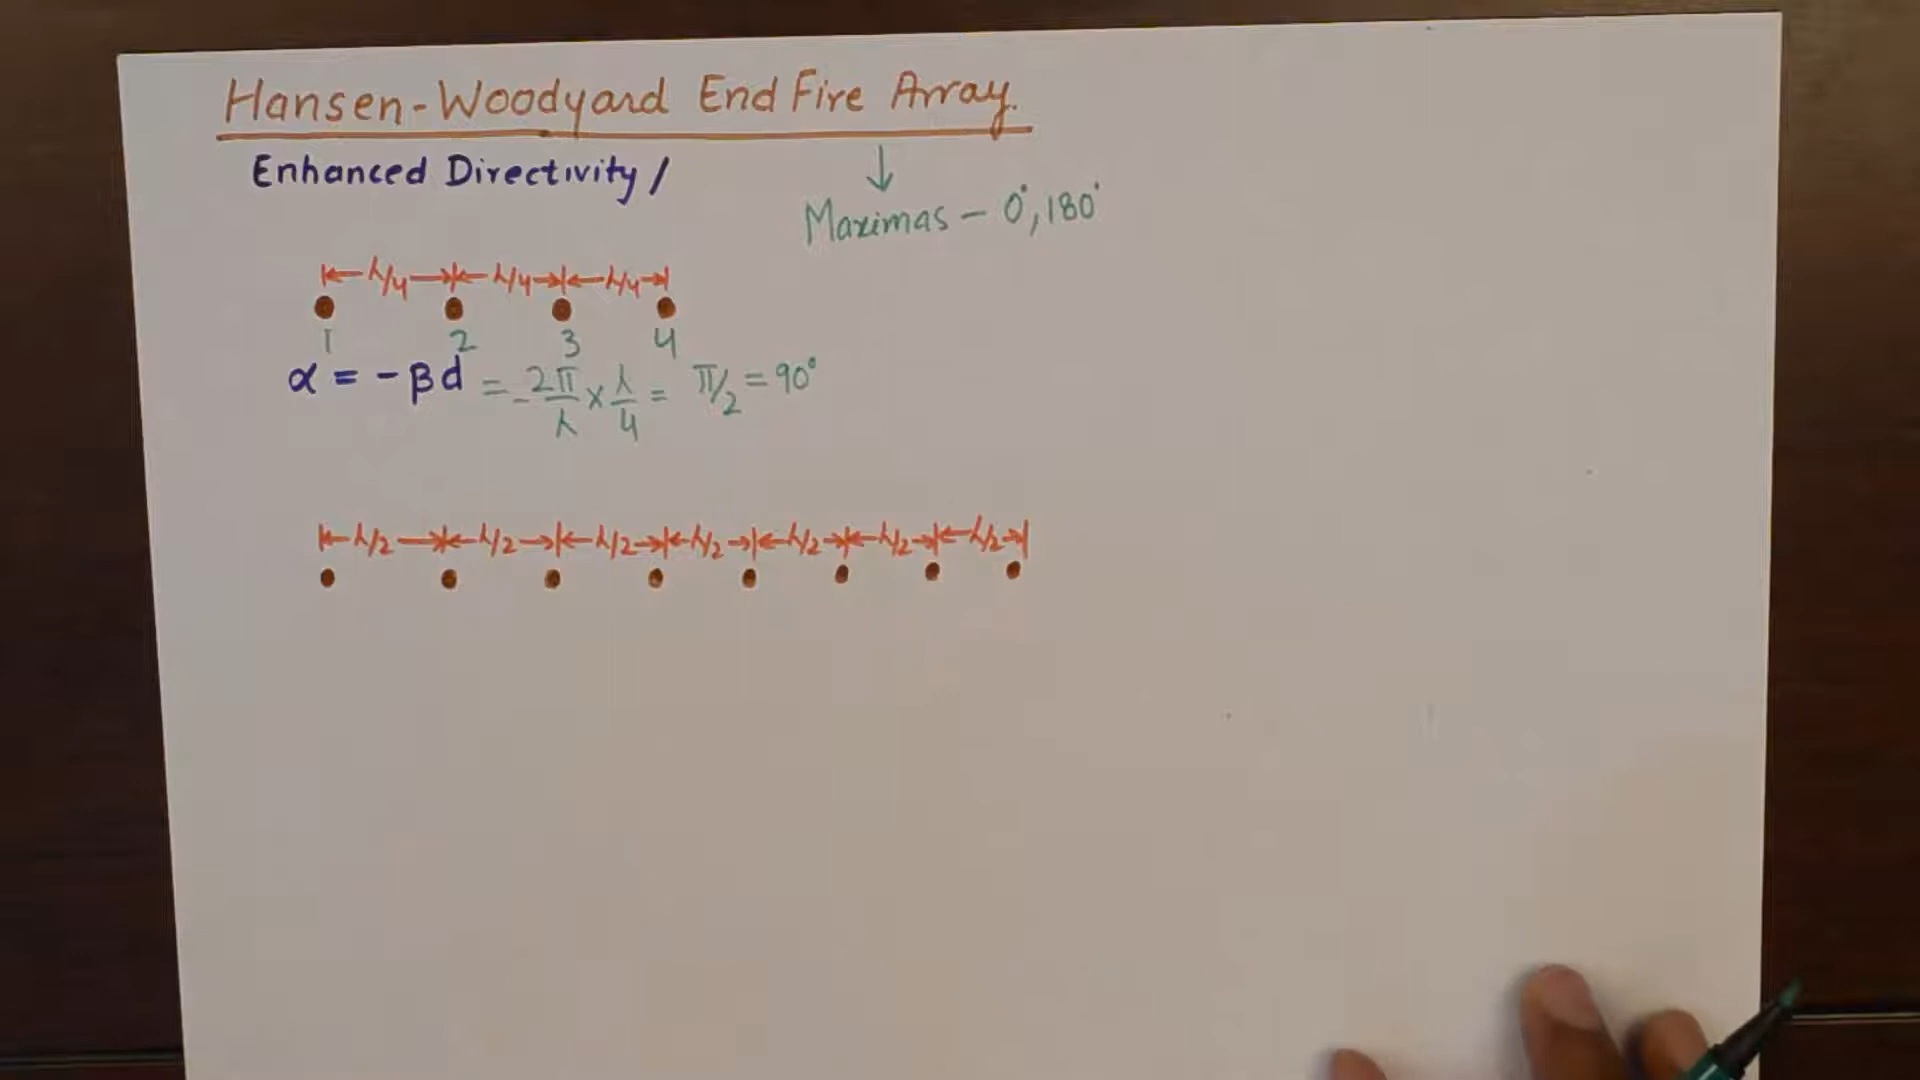 Hansen-Woodyard End Fire Array.
Enhanced Directivity /
↓
Maximas - 0°, 180°
λ/4 λ/4 λ/4
1 2 3 4
α = -βd = -2π/λ × λ/4 = π/2 = 90°
λ/2 λ/2 λ/2 λ/2 λ/2 λ/2 λ/2